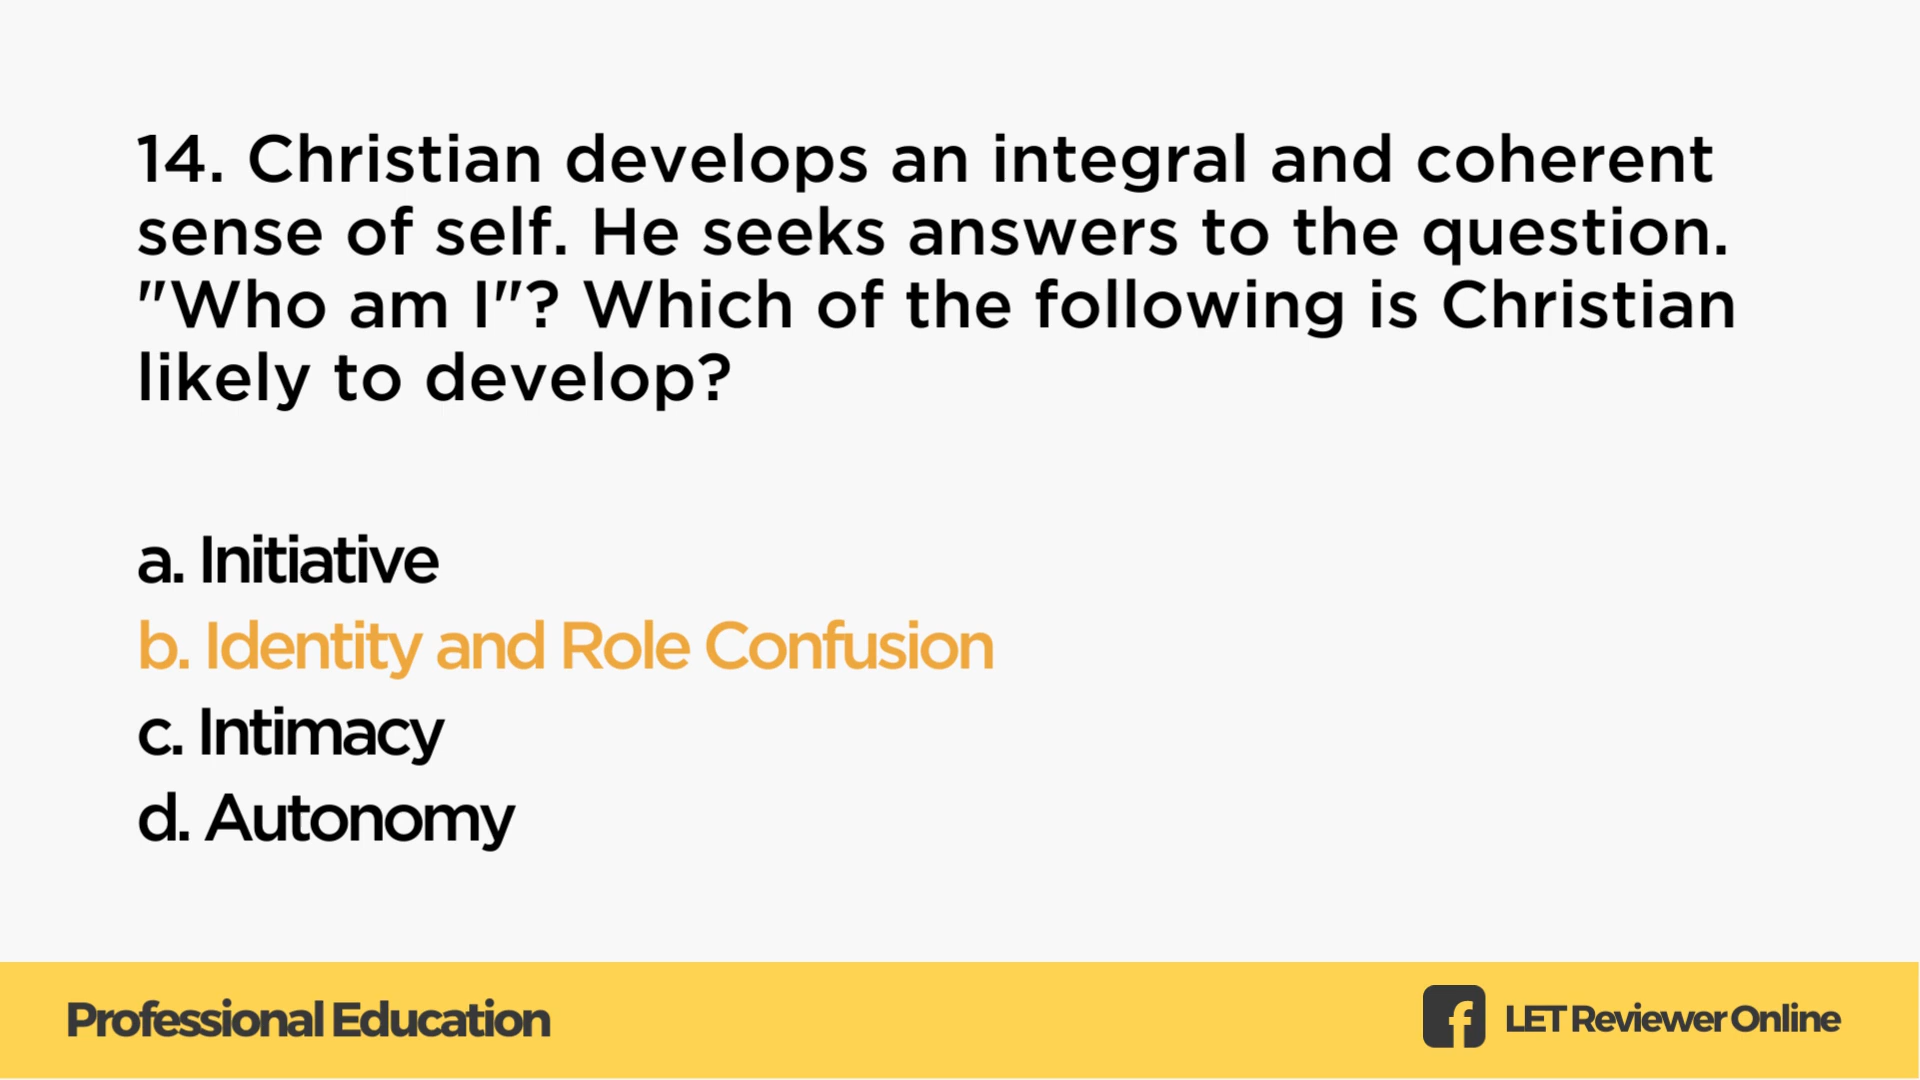 14. Christian develops an integral and coherent
sense of self. He seeks answers to the question.
"Who am I"? Which of the following is Christian
likely to develop?
a. Initiative
b. Identity and Role Confusion
c. Intimacy
d. Autonomy
Professional Education
LET Reviewer Online